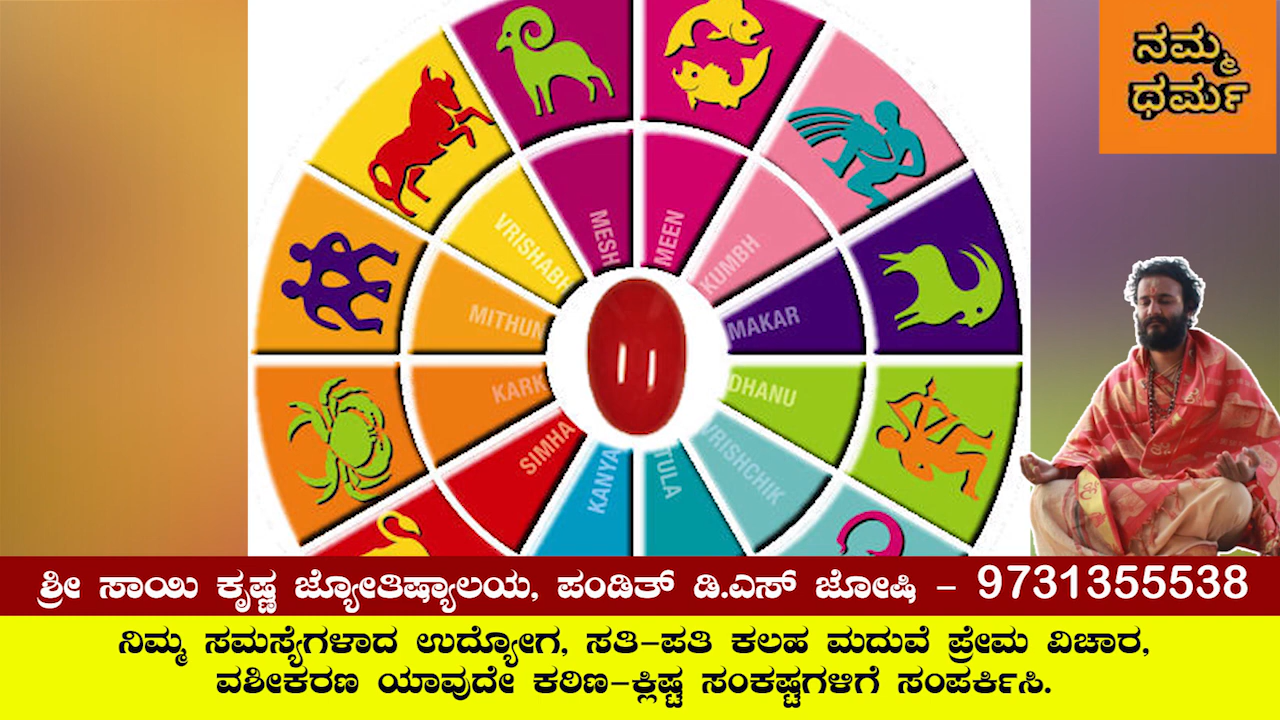 ನಮ್ಮ
ಧರ್ಮ
MESH
MEEN
VRISHABH
KUMBH
MITHUN
MAKAR
KARK
DHANU
SIMHA
VRISHCHIK
KANYA
TULA
ಶ್ರೀ ಸಾಯಿ ಕೃಷ್ಣ ಜ್ಯೋತಿಷ್ಯಾಲಯ, ಪಂಡಿತ್ ಡಿ.ಎಸ್ ಜೋಷಿ – 9731355538
ನಿಮ್ಮ ಸಮಸ್ಯೆಗಳಾದ ಉದ್ಯೋಗ, ಸತಿ–ಪತಿ ಕಲಹ ಮದುವೆ ಪ್ರೇಮ ವಿಚಾರ,
ವಶೀಕರಣ ಯಾವುದೇ ಕಠಿಣ–ಕ್ಲಿಷ್ಟ ಸಂಕಷ್ಟಗಳಿಗೆ ಸಂಪರ್ಕಿಸಿ.